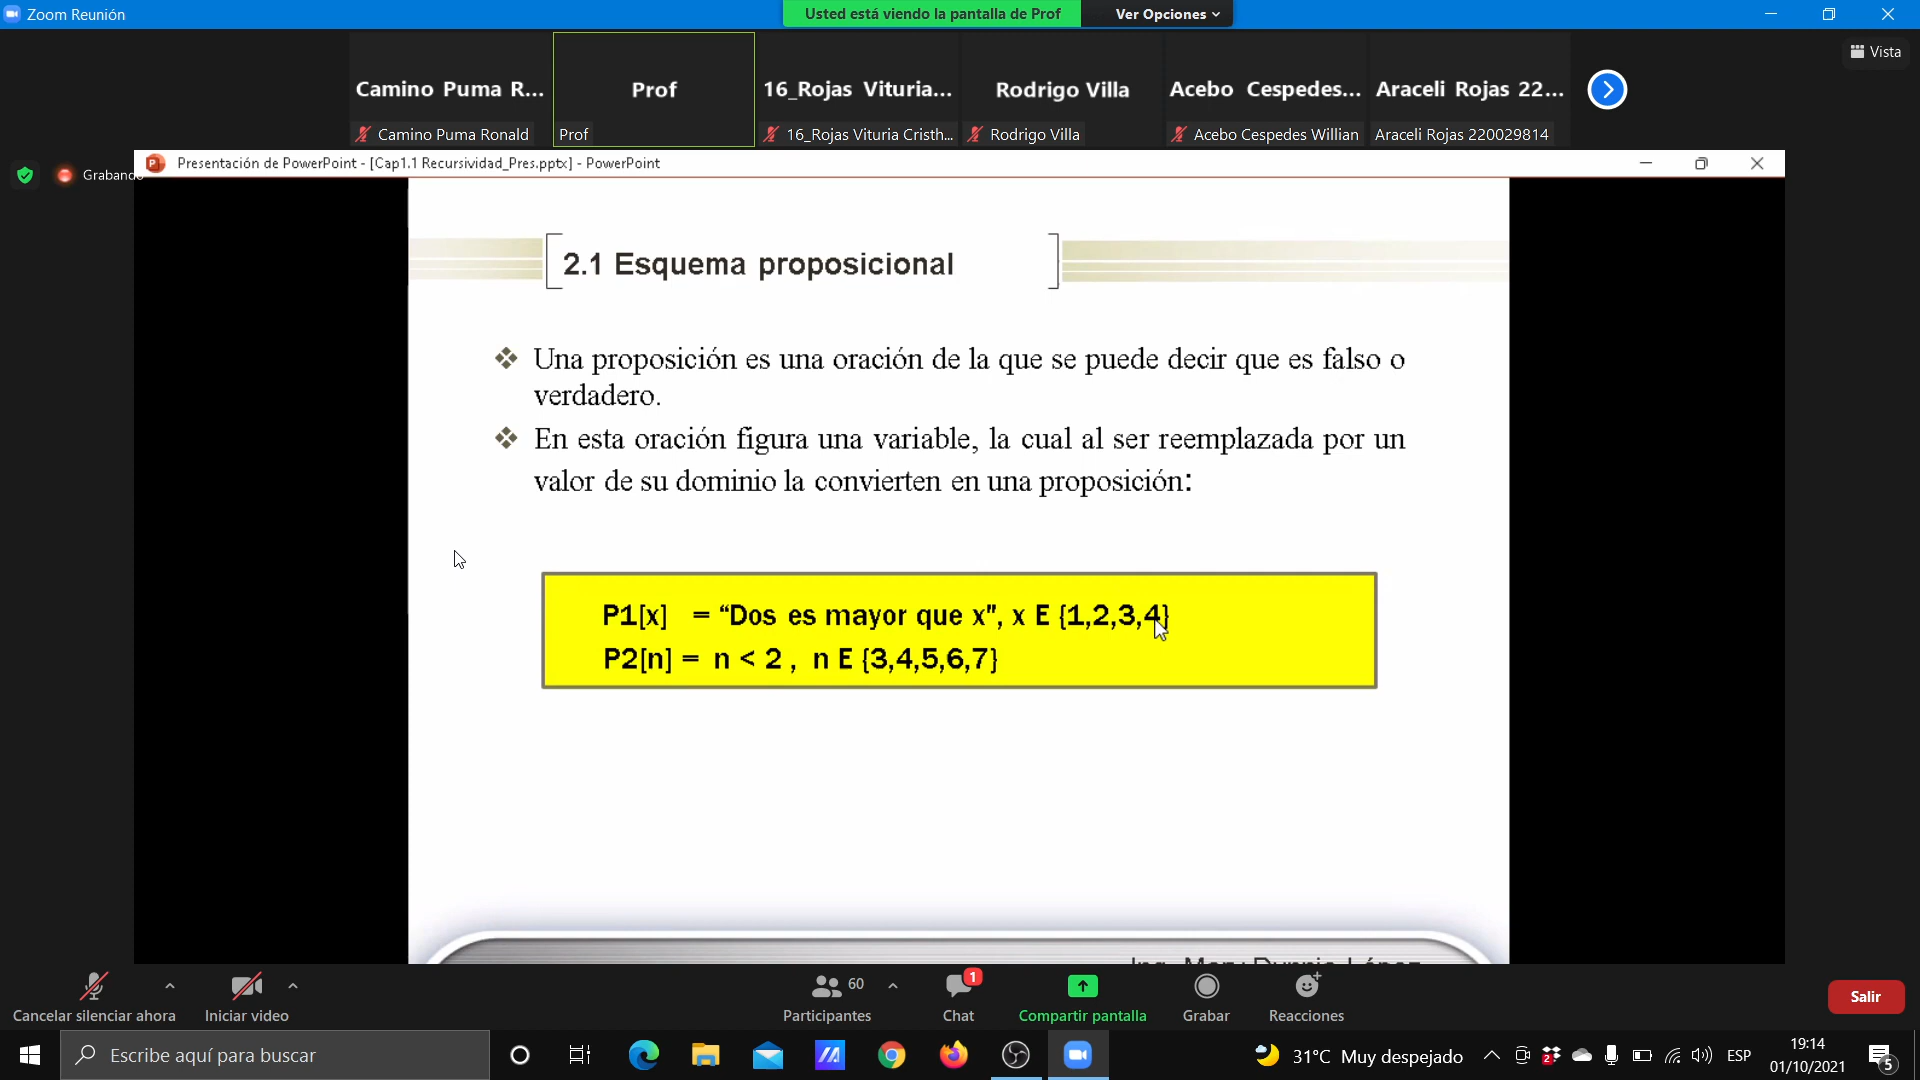 Zoom Reunión
Usted está viendo la pantalla de Prof
Ver Opciones
Vista
Camino Puma R...
Prof
16_Rojas Vituria...
Rodrigo Villa
Acebo Cespedes...
Araceli Rojas 22...
Camino Puma Ronald
Prof
16_Rojas Vituria Cristh...
Rodrigo Villa
Acebo Cespedes Willian
Araceli Rojas 220029814
Grabando
Presentación de PowerPoint - [Cap1.1 Recursividad_Pres.pptx] - PowerPoint
2.1 Esquema proposicional
Una proposición es una oración de la que se puede decir que es falso o
verdadero.
En esta oración figura una variable, la cual al ser reemplazada por un
valor de su dominio la convierten en una proposición:
P1[x] = “Dos es mayor que x”, x E {1,2,3,4}
P2[n] = n < 2 , n E {3,4,5,6,7}
Cancelar silenciar ahora
Iniciar video
60
Participantes
1
Chat
Compartir pantalla
Grabar
Reacciones
Salir
Escribe aquí para buscar
31°C Muy despejado
2
ESP
19:14
01/10/2021
5